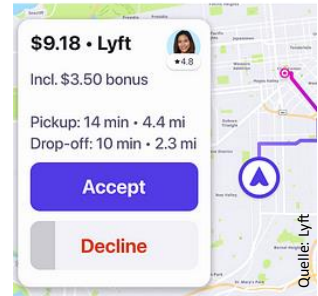 $9.18 • Lyft
★4.8
Incl. $3.50 bonus
Pickup: 14 min • 4.4 mi
Drop-off: 10 min • 2.3 mi
Accept
Decline
Quelle: Lyft